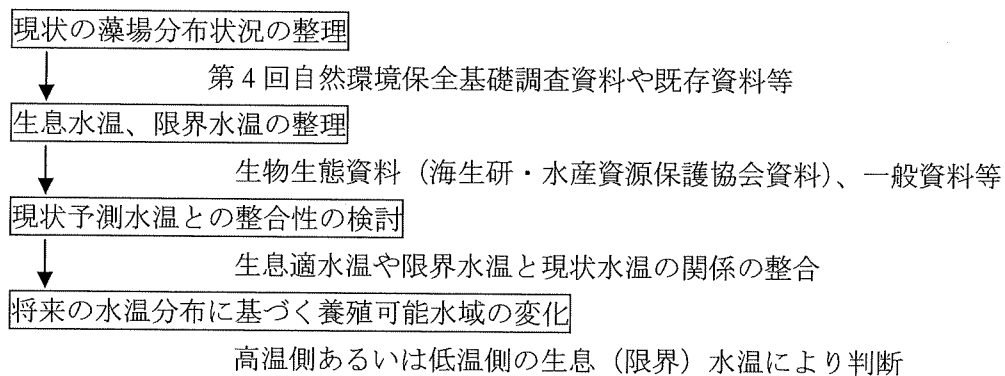 現状の藻場分布状況の整理
第4回自然環境保全基礎調査資料や既存資料等
生息水温、限界水温の整理
生物生態資料（海生研・水産資源保護協会資料）、一般資料等
現状予測水温との整合性の検討
生息適水温や限界水温と現状水温の関係の整合
将来の水温分布に基づく養殖可能水域の変化
高温側あるいは低温側の生息（限界）水温により判断